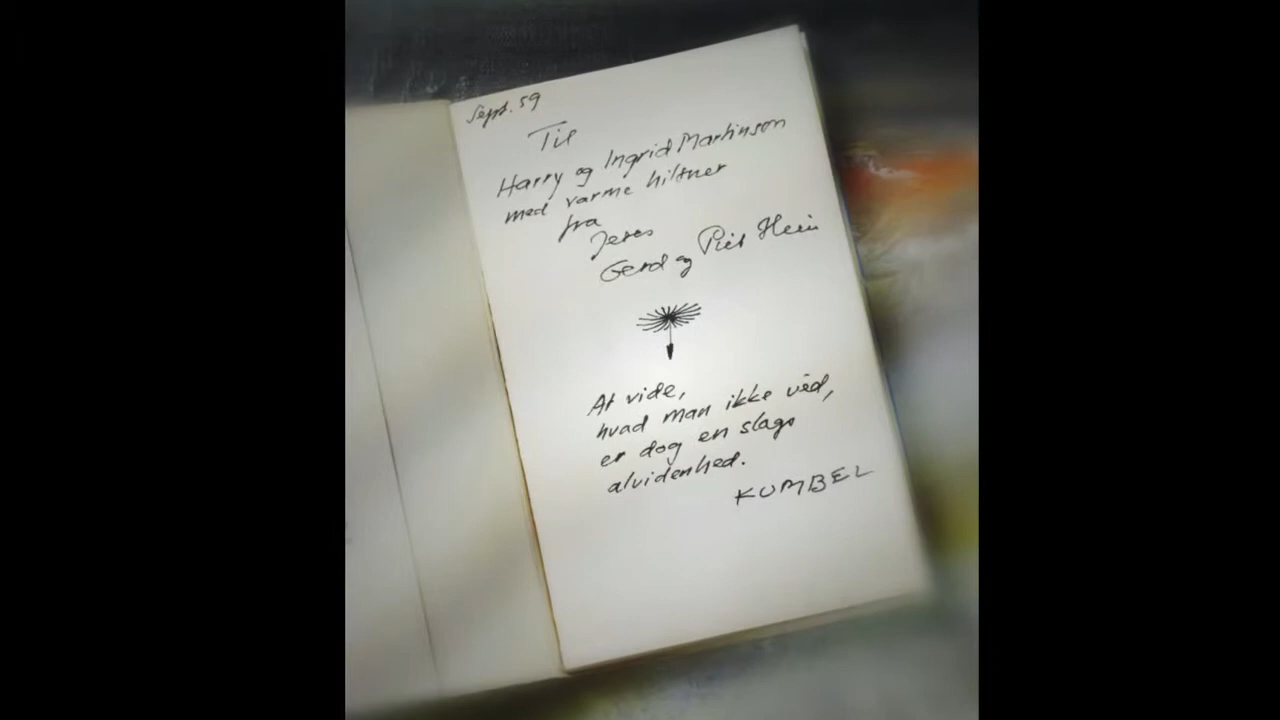 Sept. 59
Til
Harry og Ingrid Martinson
med varme hilsner
fra
Jeres
Gerd og Piet Hein
At vide,
hvad man ikke véd,
er dog en slags
alvidenhed.
KUMBEL